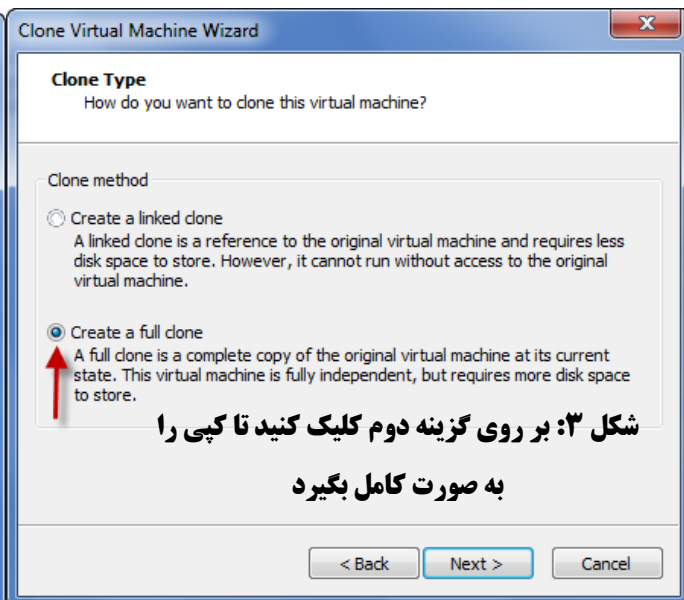 Clone Virtual Machine Wizard
Clone Type
How do you want to clone this virtual machine?
Clone method
Create a linked clone
A linked clone is a reference to the original virtual machine and requires less
disk space to store. However, it cannot run without access to the original
virtual machine.
Create a full clone
A full clone is a complete copy of the original virtual machine at its current
state. This virtual machine is fully independent, but requires more disk space
to store.
شکل ۳: بر روی گزینه دوم کلیک کنید تا کپی را
به صورت کامل بگیرد
< Back
Next >
Cancel